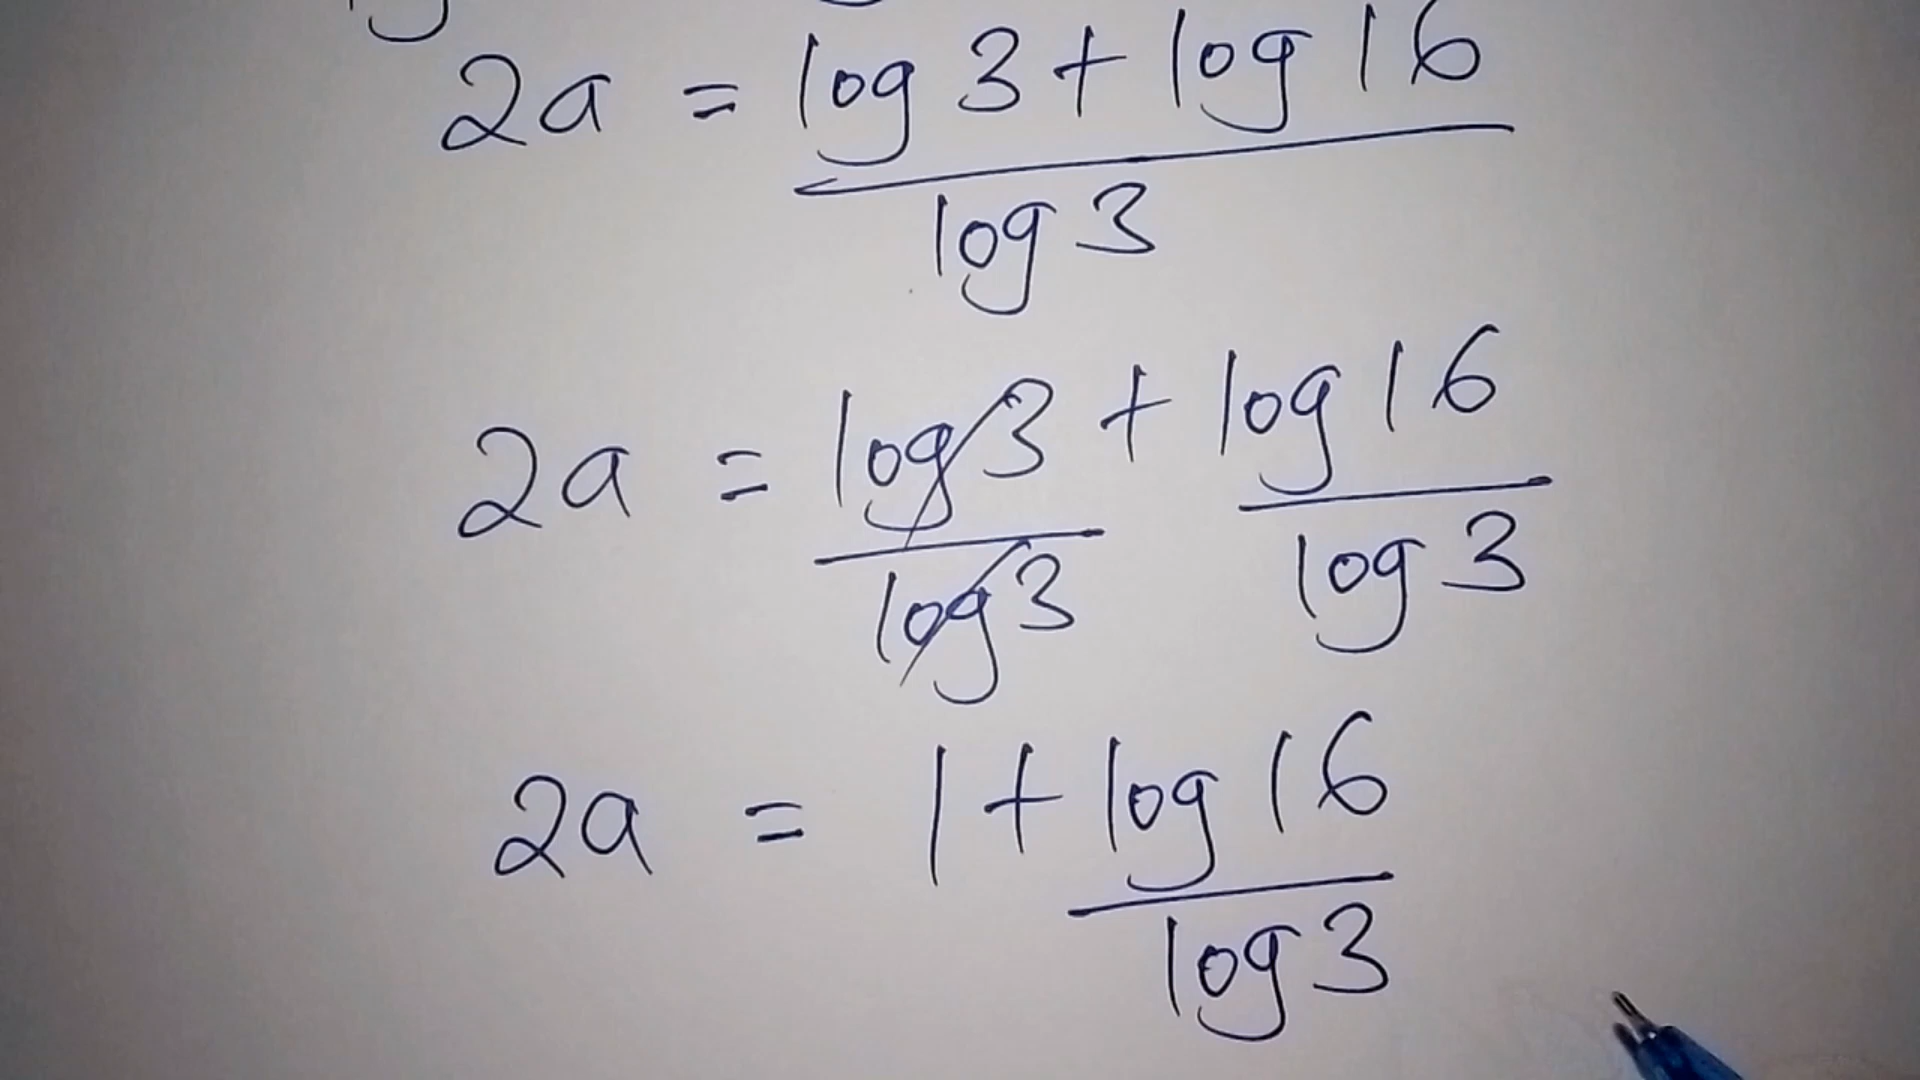 2a = log 3 + log 16
log 3
2a = log 3 + log 16
log 3 log 3
2a = 1 + log 16
log 3